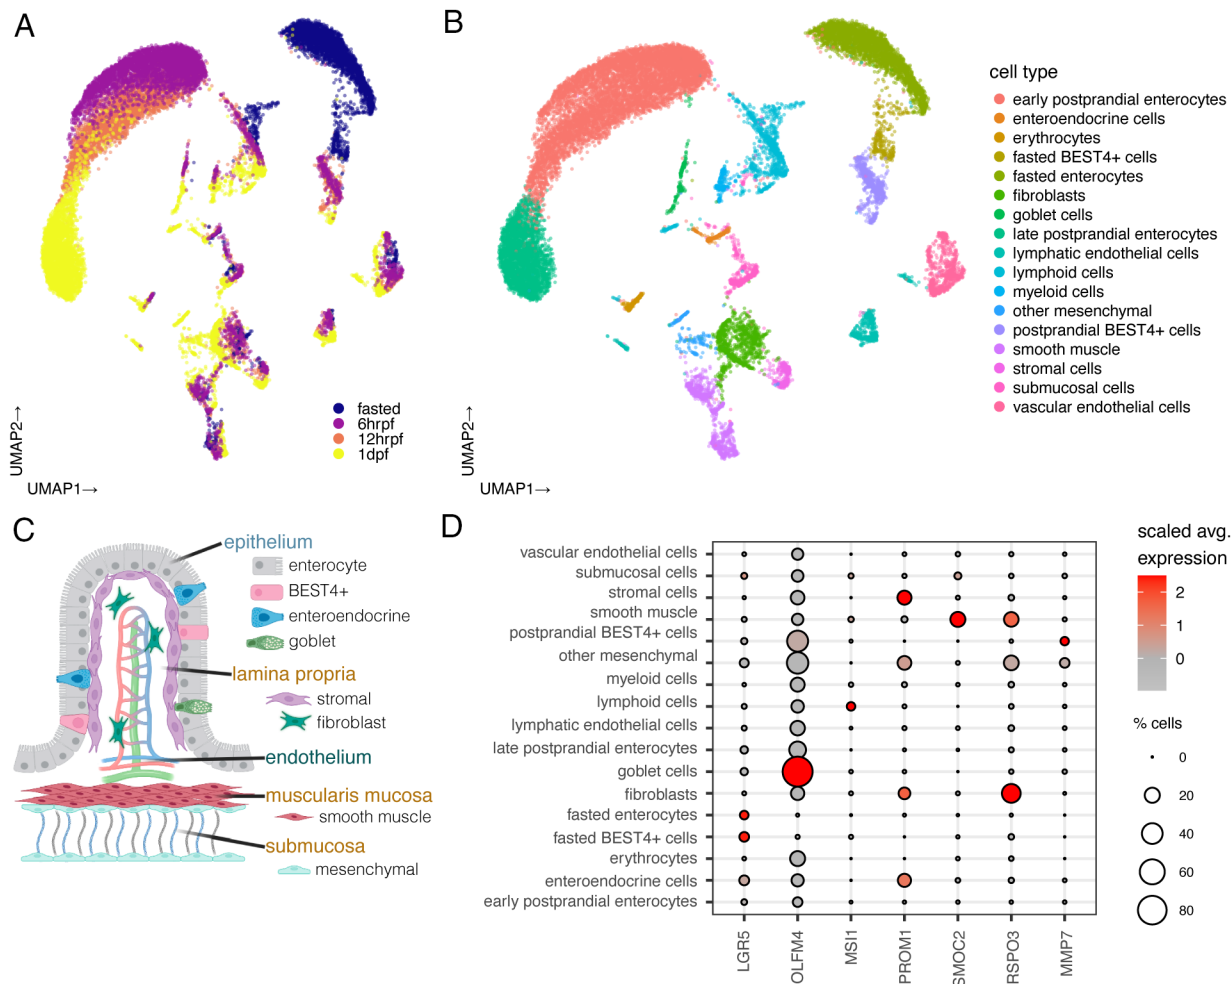 A
fasted
6hrpf
12hrpf
1dpf
UMAP2→
UMAP1→
B
UMAP2→
UMAP1→
cell type
early postprandial enterocytes
enteroendocrine cells
erythrocytes
fasted BEST4+ cells
fasted enterocytes
fibroblasts
goblet cells
late postprandial enterocytes
lymphatic endothelial cells
lymphoid cells
myeloid cells
other mesenchymal
postprandial BEST4+ cells
smooth muscle
stromal cells
submucosal cells
vascular endothelial cells
C
epithelium
enterocyte
BEST4+
enteroendocrine
goblet
lamina propria
stromal
fibroblast
endothelium
muscularis mucosa
smooth muscle
submucosa
mesenchymal
D
vascular endothelial cells
submucosal cells
stromal cells
smooth muscle
postprandial BEST4+ cells
other mesenchymal
myeloid cells
lymphoid cells
lymphatic endothelial cells
late postprandial enterocytes
goblet cells
fibroblasts
fasted enterocytes
fasted BEST4+ cells
erythrocytes
enteroendocrine cells
early postprandial enterocytes
LGR5
OLFM4
MSI1
PROM1
SMOC2
RSPO3
MMP7
scaled avg.
expression
2
1
0
% cells
0
20
40
60
80